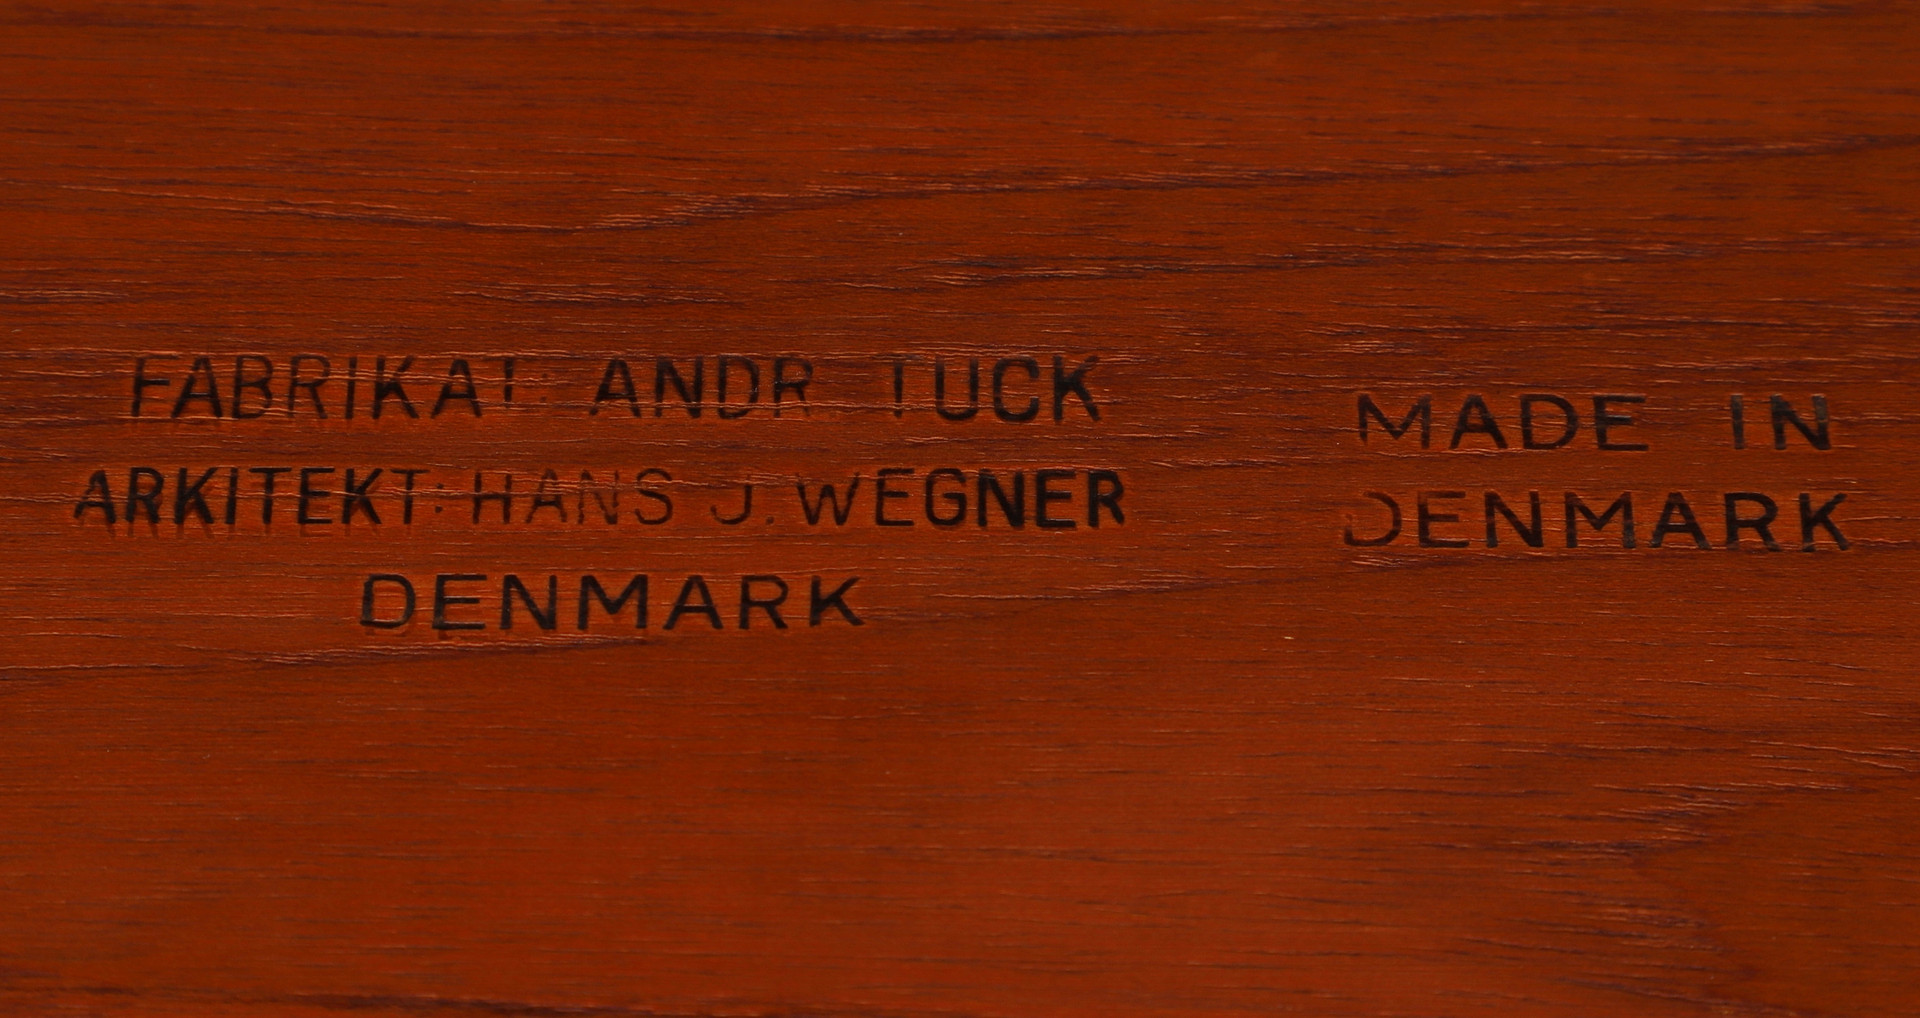 FABRIKAT: ANDR. TUCK
ARKITEKT: HANS J. WEGNER
DENMARK
MADE IN
DENMARK